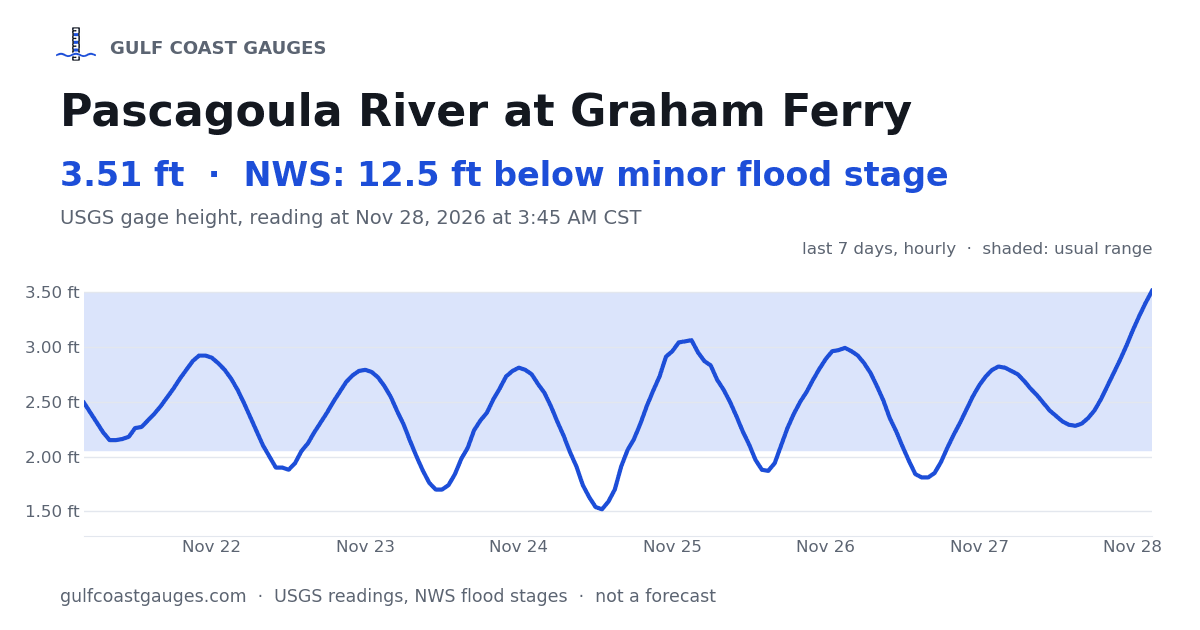 GULF COAST GAUGES
Pascagoula River at Graham Ferry
3.51 ft · NWS: 12.5 ft below minor flood stage
USGS gage height, reading at Nov 28, 2026 at 3:45 AM CST
last 7 days, hourly · shaded: usual range
3.50 ft
3.00 ft
2.50 ft
2.00 ft
1.50 ft
Nov 22 Nov 23 Nov 24 Nov 25 Nov 26 Nov 27 Nov 28
gulfcoastgauges.com · USGS readings, NWS flood stages · not a forecast